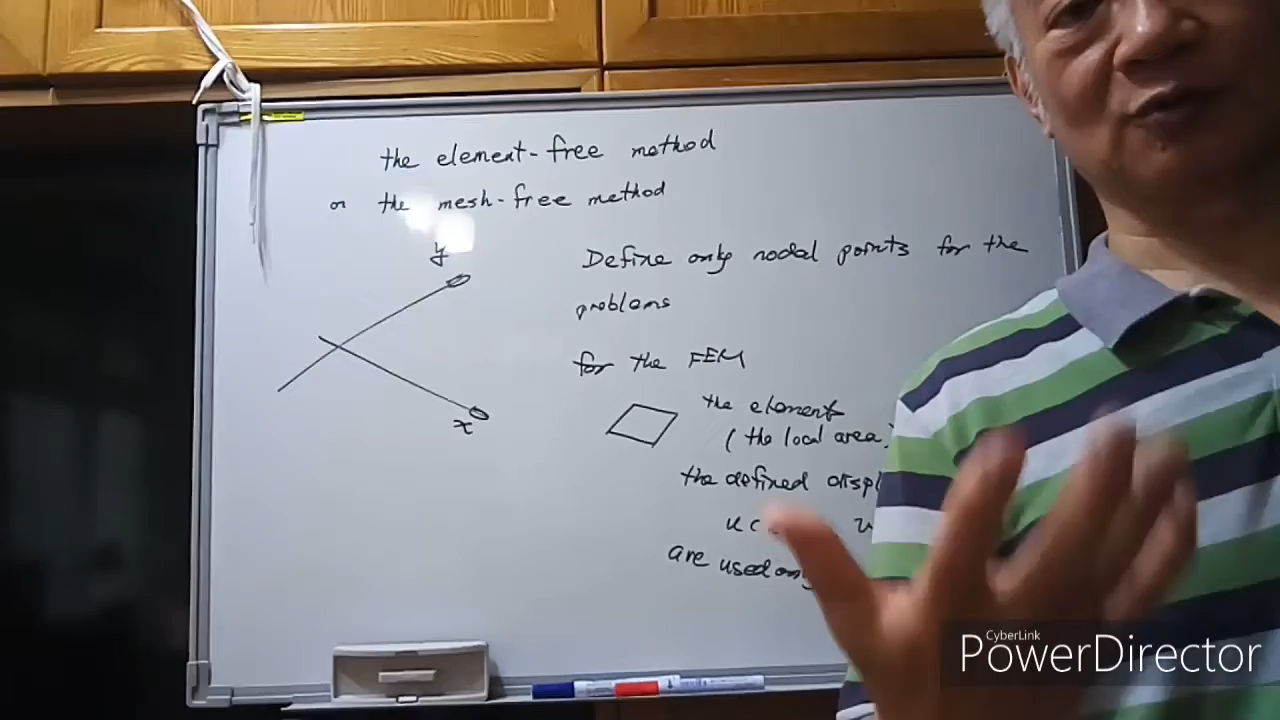 the element-free method
or the mesh-free method
y
Define only nodal points for the
problems
for the FEM
the element
(the local area)
the defined
x
u(
are used only
CyberLink
PowerDirector